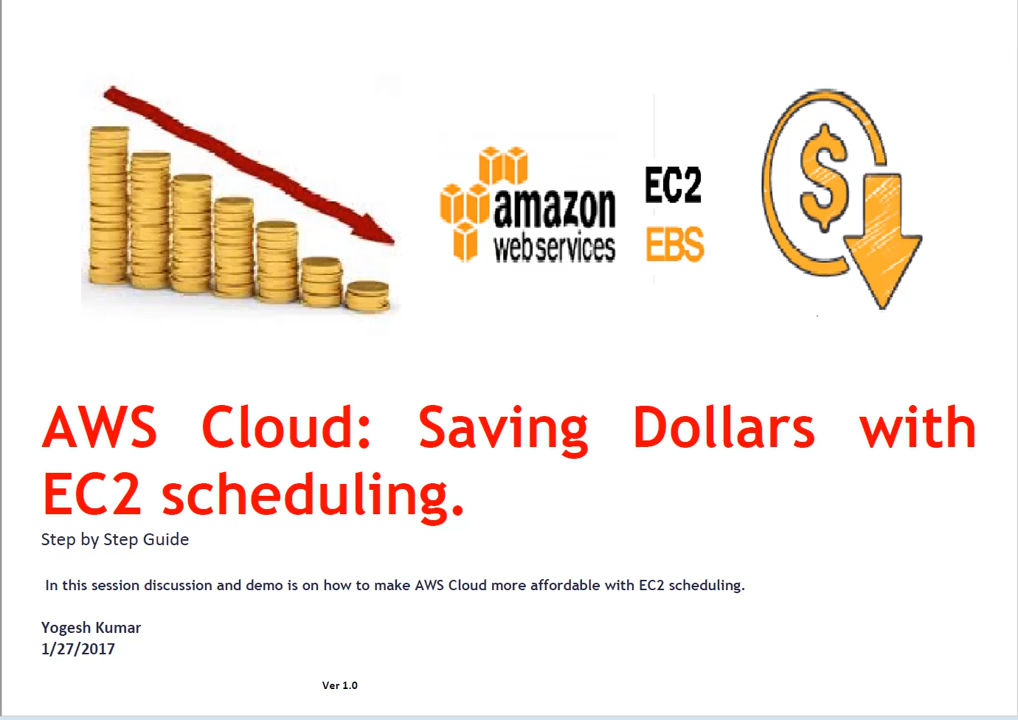 amazon
webservices
EC2
EBS
$
AWS Cloud: Saving Dollars with
EC2 scheduling.
Step by Step Guide
In this session discussion and demo is on how to make AWS Cloud more affordable with EC2 scheduling.
Yogesh Kumar
1/27/2017
Ver 1.0